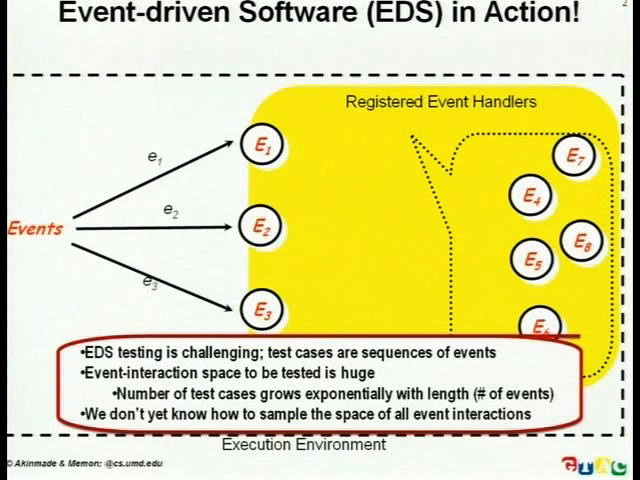 Event-driven Software (EDS) in Action!
2
Registered Event Handlers
E1
E7
e1
E4
e2
Events
E2
E8
E5
e3
E3
E6
•EDS testing is challenging; test cases are sequences of events
•Event-interaction space to be tested is huge
•Number of test cases grows exponentially with length (# of events)
•We don't yet know how to sample the space of all event interactions
Execution Environment
© Akinmade & Memon; @cs.umd.edu
GTAC